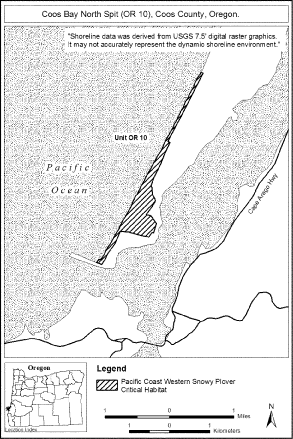 Coos Bay North Spit (OR 10), Coos County, Oregon.
"Shoreline data was derived from USGS 7.5' digital raster graphics.
It may not accurately represent the dynamic shoreline environment."
Unit OR 10
Pacific
Ocean
Cape Arago Hwy
Oregon
Location Index
Legend
Pacific Coast Western Snowy Plover
Critical Habitat
1 0 1
Miles
1 0 1
Kilometers
N